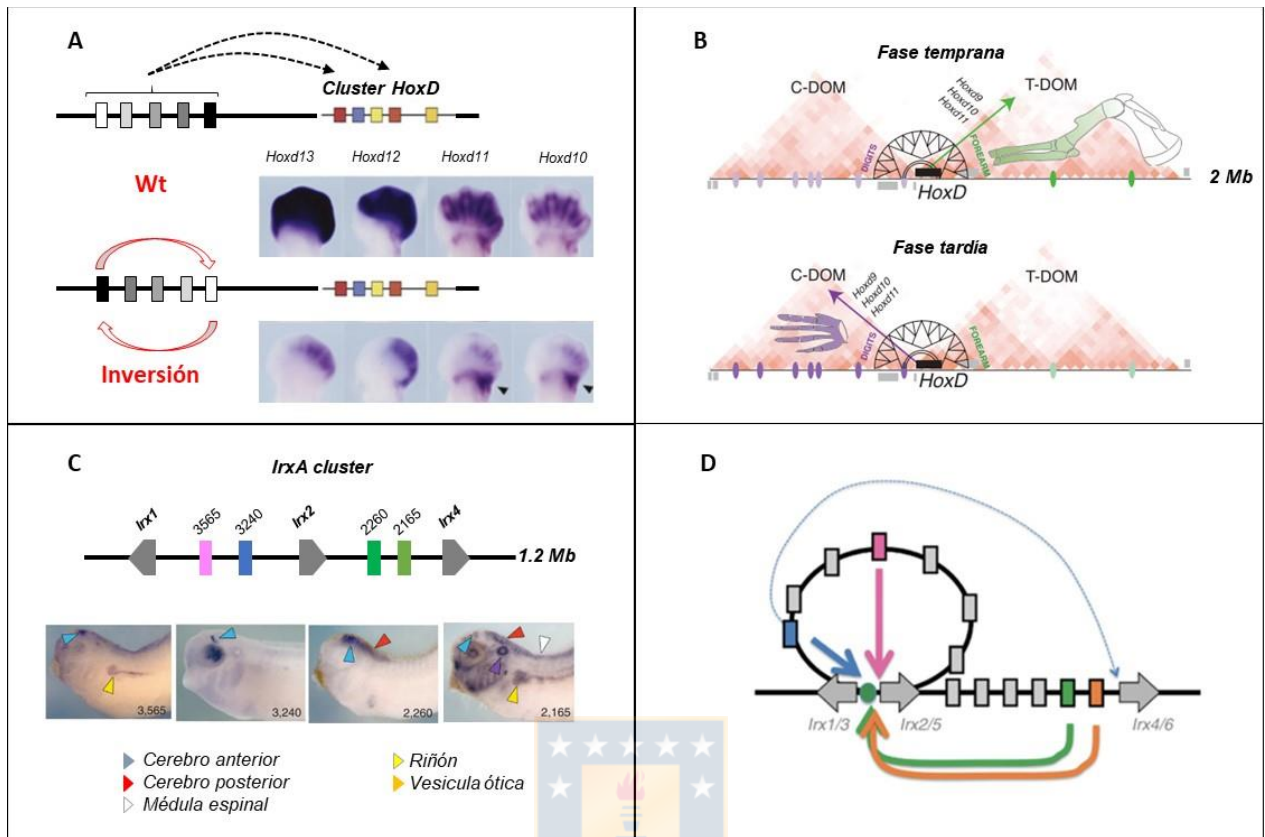 A
Cluster HoxD
Hoxd13 Hoxd12 Hoxd11 Hoxd10
Wt
Inversión
B
Fase temprana
C-DOM
T-DOM
Hoxd9
Hoxd10
Hoxd11
DIGITS
FOREARM
HoxD
2 Mb
Fase tardía
C-DOM
T-DOM
Hoxd9
Hoxd10
Hoxd11
DIGITS
FOREARM
HoxD
C
IrxA cluster
Irx1 3565 3240 Irx2 2260 2165 Irx4
1.2 Mb
3,565 3,240 2,260 2,165
Cerebro anterior
Cerebro posterior
Médula espinal
Riñón
Vesicula ótica
D
Irx1/3 Irx2/5 Irx4/6